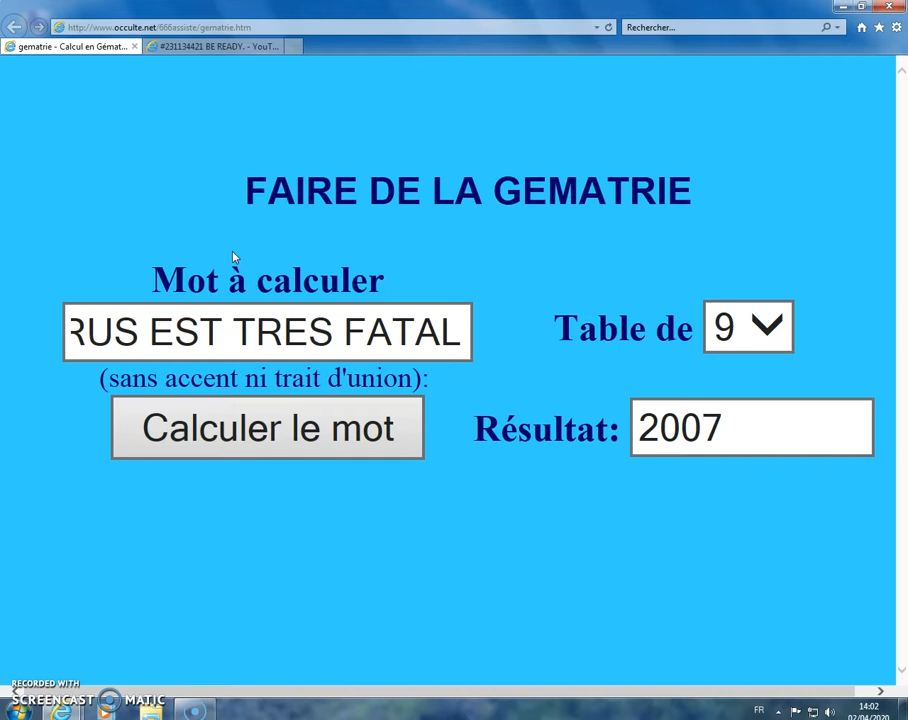 http://www.occulte.net/666assiste/gematrie.htm
Rechercher...
gematrie - Calcul en Gémat...
#231134421 BE READY. - YouT...
FAIRE DE LA GEMATRIE
Mot à calculer
RUS EST TRES FATAL
Table de 9
(sans accent ni trait d'union):
Calculer le mot
Résultat: 2007
RECORDED WITH
SCREENCAST MATIC
FR
14:02
02/04/2020